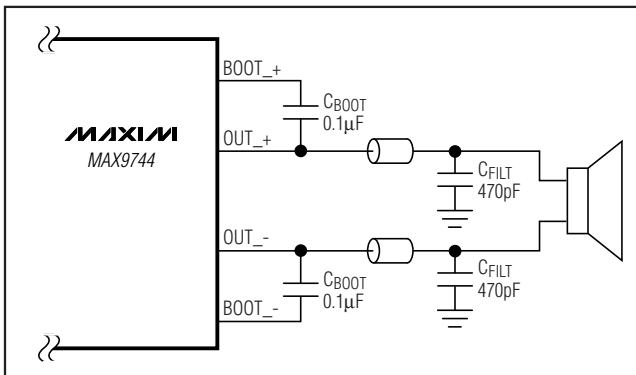 BOOT_+
CBOOT
0.1µF
MAXIM
MAX9744
OUT_+
CFILT
470pF
OUT_-
CBOOT
0.1µF
CFILT
470pF
BOOT_-